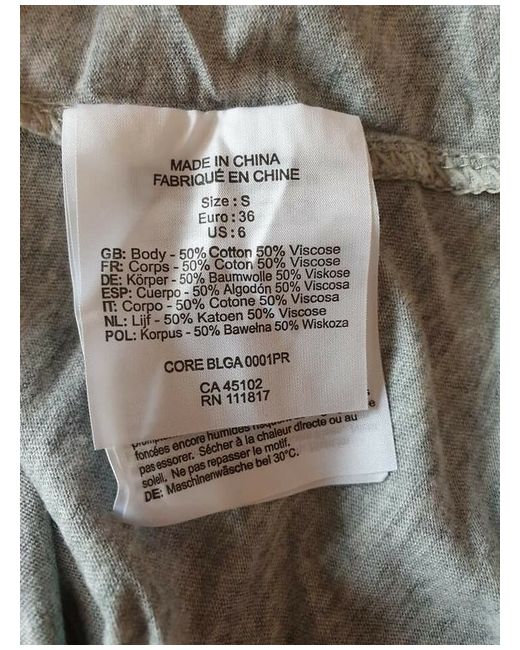 MADE IN CHINA
FABRIQUÉ EN CHINE
Size : S
Euro : 36
US : 6
GB: Body - 50% Cotton 50% Viscose
FR: Corps - 50% Coton 50% Viscose
DE: Körper - 50% Baumwolle 50% Viskose
ESP: Cuerpo - 50% Algodón 50% Viscosa
IT: Corpo - 50% Cotone 50% Viscosa
NL: Lijf - 50% Katoen 50% Viscose
POL: Korpus - 50% Bawełna 50% Wiskoza
CORE BLGA 0001PR
CA 45102
RN 111817
foncées encore humides
pas essorer. Sécher à la chaleur directe ou au
soleil. Ne pas repasser le motif.
DE: Maschinenwäsche bei 30°C.